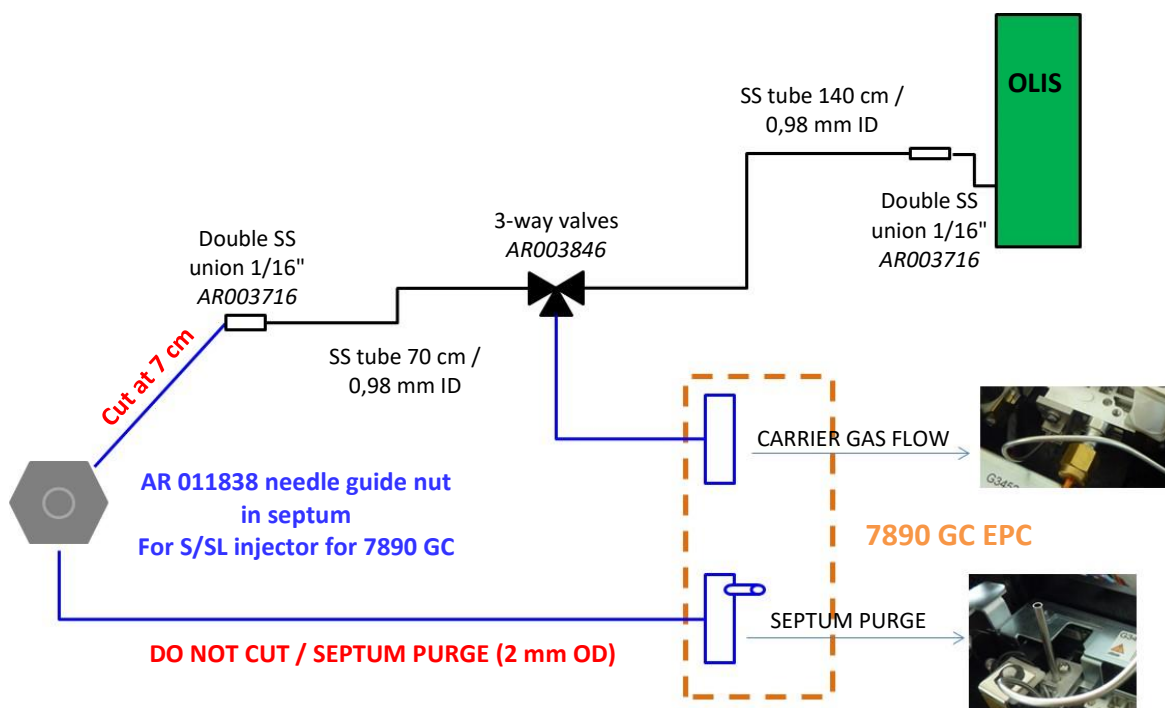 OLIS
SS tube 140 cm /
0,98 mm ID
Double SS
union 1/16"
AR003716
3-way valves
AR003846
Double SS
union 1/16"
AR003716
SS tube 70 cm /
0,98 mm ID
Cut at 7 cm
CARRIER GAS FLOW
AR 011838 needle guide nut
in septum
For S/SL injector for 7890 GC
7890 GC EPC
SEPTUM PURGE
DO NOT CUT / SEPTUM PURGE (2 mm OD)